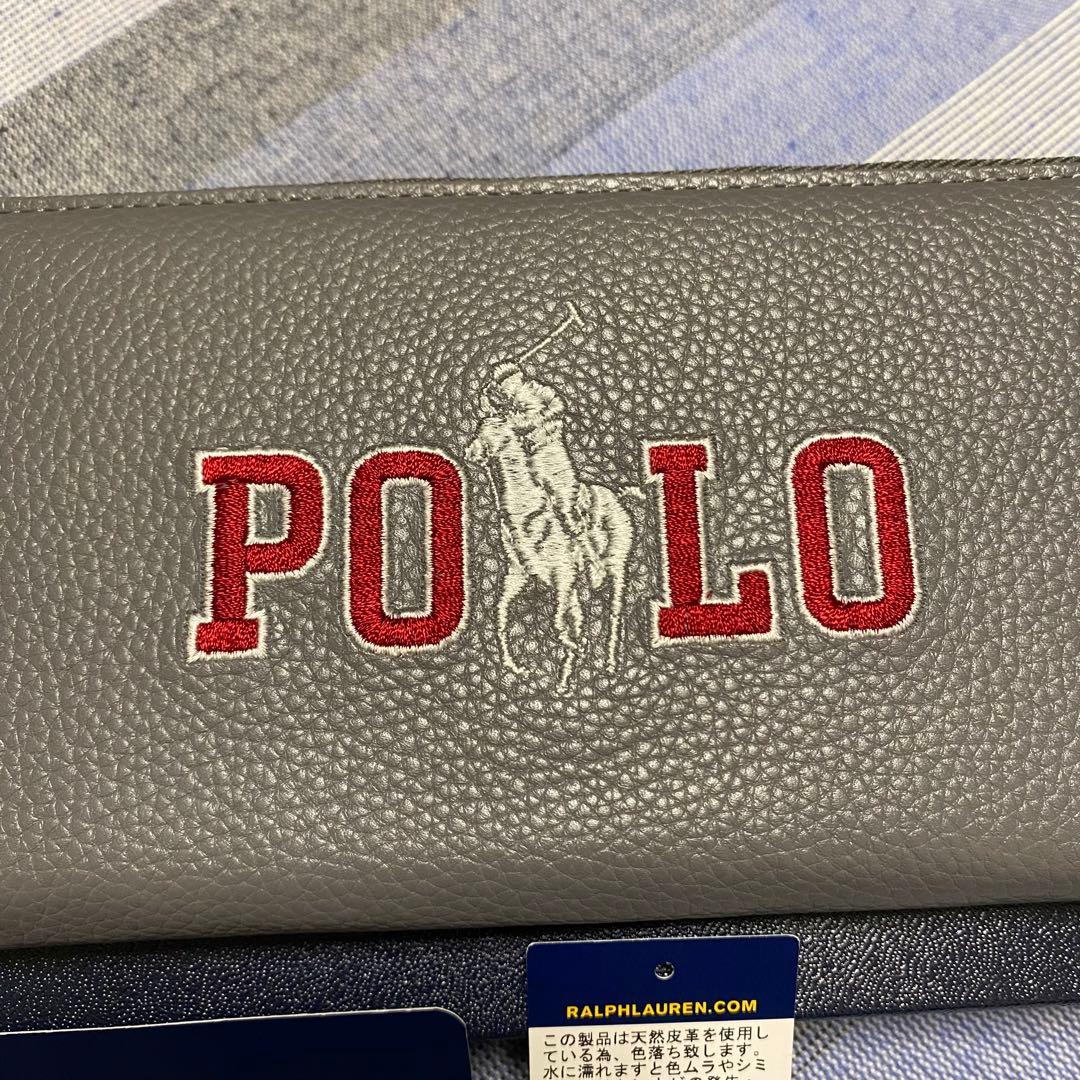 POLO
RALPHLAUREN.COM
この製品は天然皮革を使用し
ている為、色落ち致します。
水に濡れますと色ムラやシミ